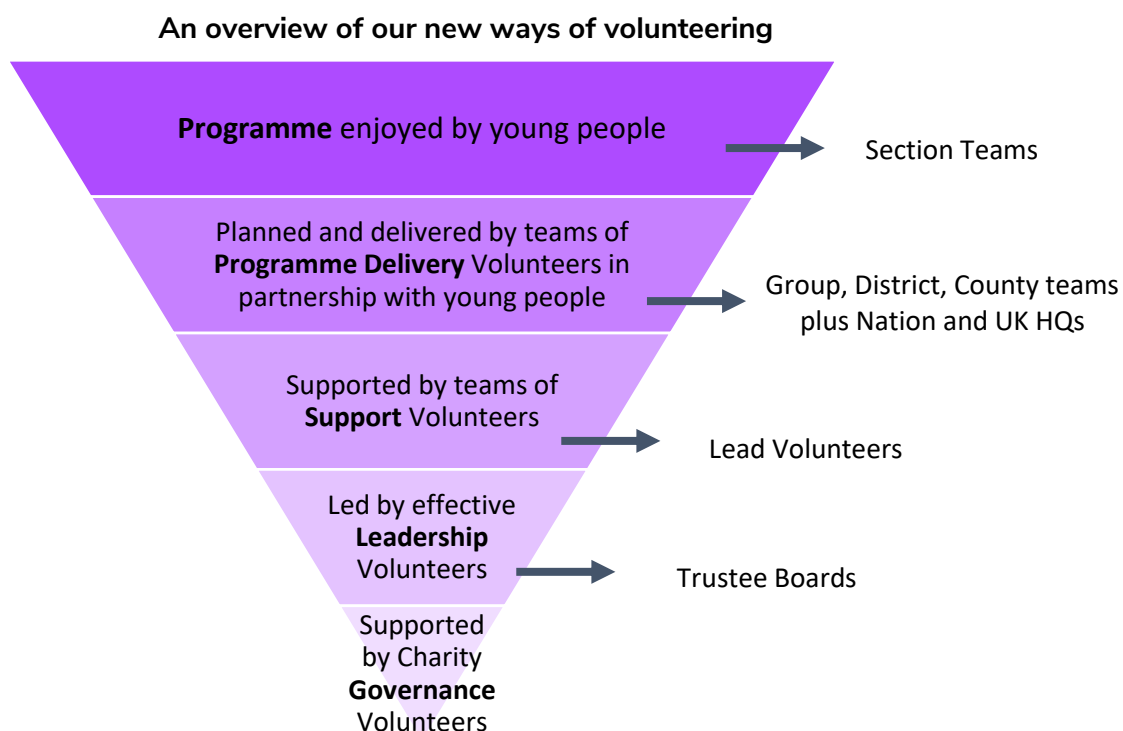 An overview of our new ways of volunteering
Programme enjoyed by young people
Section Teams
Planned and delivered by teams of
Programme Delivery Volunteers in
partnership with young people
Group, District, County teams
plus Nation and UK HQs
Supported by teams of
Support Volunteers
Lead Volunteers
Led by effective
Leadership
Volunteers
Trustee Boards
Supported
by Charity
Governance
Volunteers